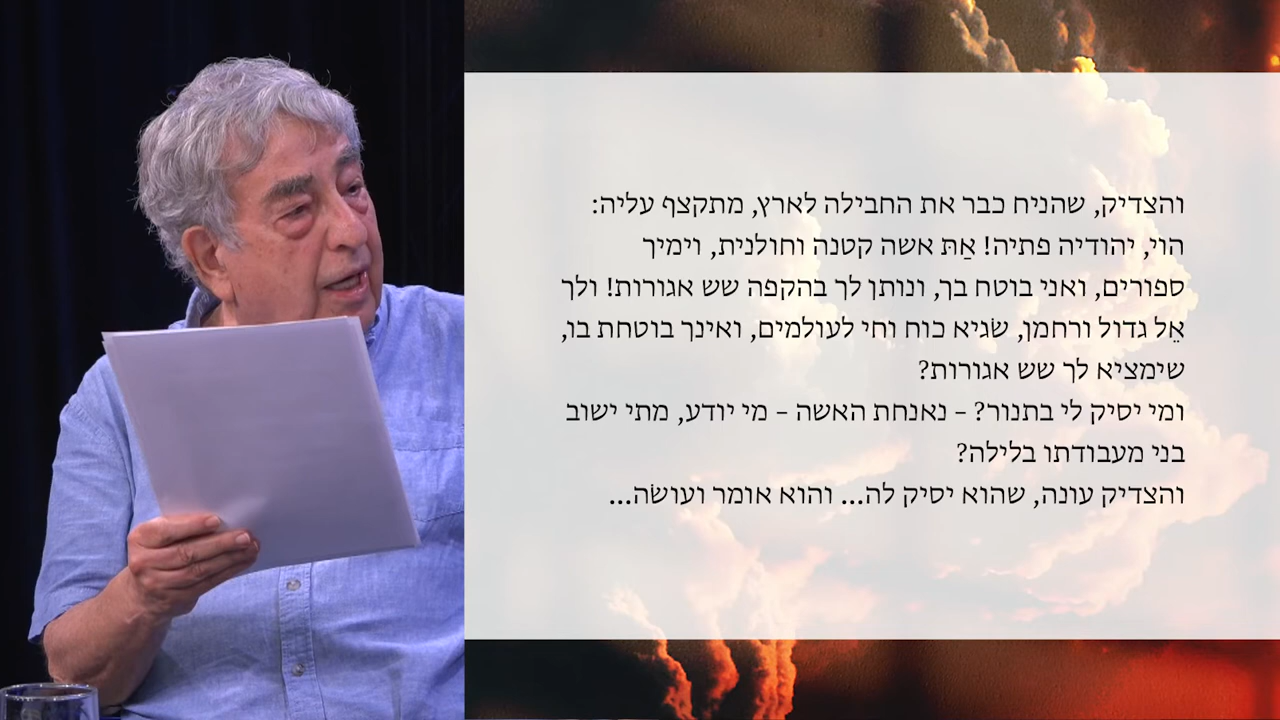 והצדיק, שהניח כבר את החבילה לארץ, מתקצף עליה:
הוי, יהודיה פתיה! אַתְּ אשה קטנה וחולנית, וימיך
ספורים, ואני בוטח בך, ונותן לך בהקפה שש אגורות! ולך
אֵל גדול ורחמן, שׂגיא כוח וחי לעולמים, ואינך בוטחת בו,
שימציא לך שש אגורות?
ומי יסיק לי בתנור? – נאנחת האשה – מי יודע, מתי ישוב
בני מעבודתו בלילה?
והצדיק עונה, שהוא יסיק לה... והוא אומר ועושׂה...